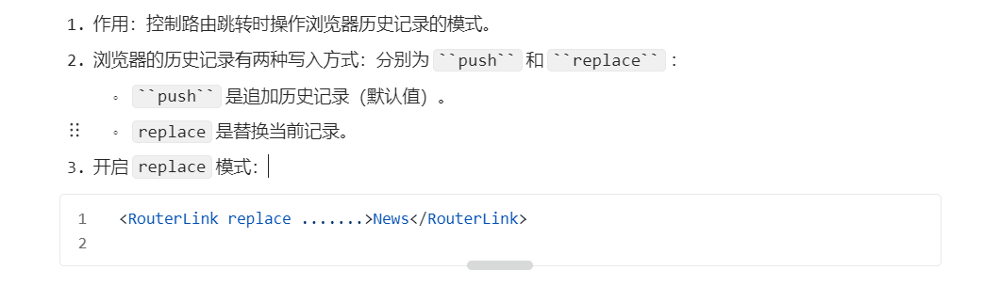 1. 作用：控制路由跳转时操作浏览器历史记录的模式。
2. 浏览器的历史记录有两种写入方式：分别为 ``push`` 和 ``replace`` ：
◦ ``push`` 是追加历史记录（默认值）。
◦ replace 是替换当前记录。
3. 开启 replace 模式：
1 <RouterLink replace .......>News</RouterLink>
2